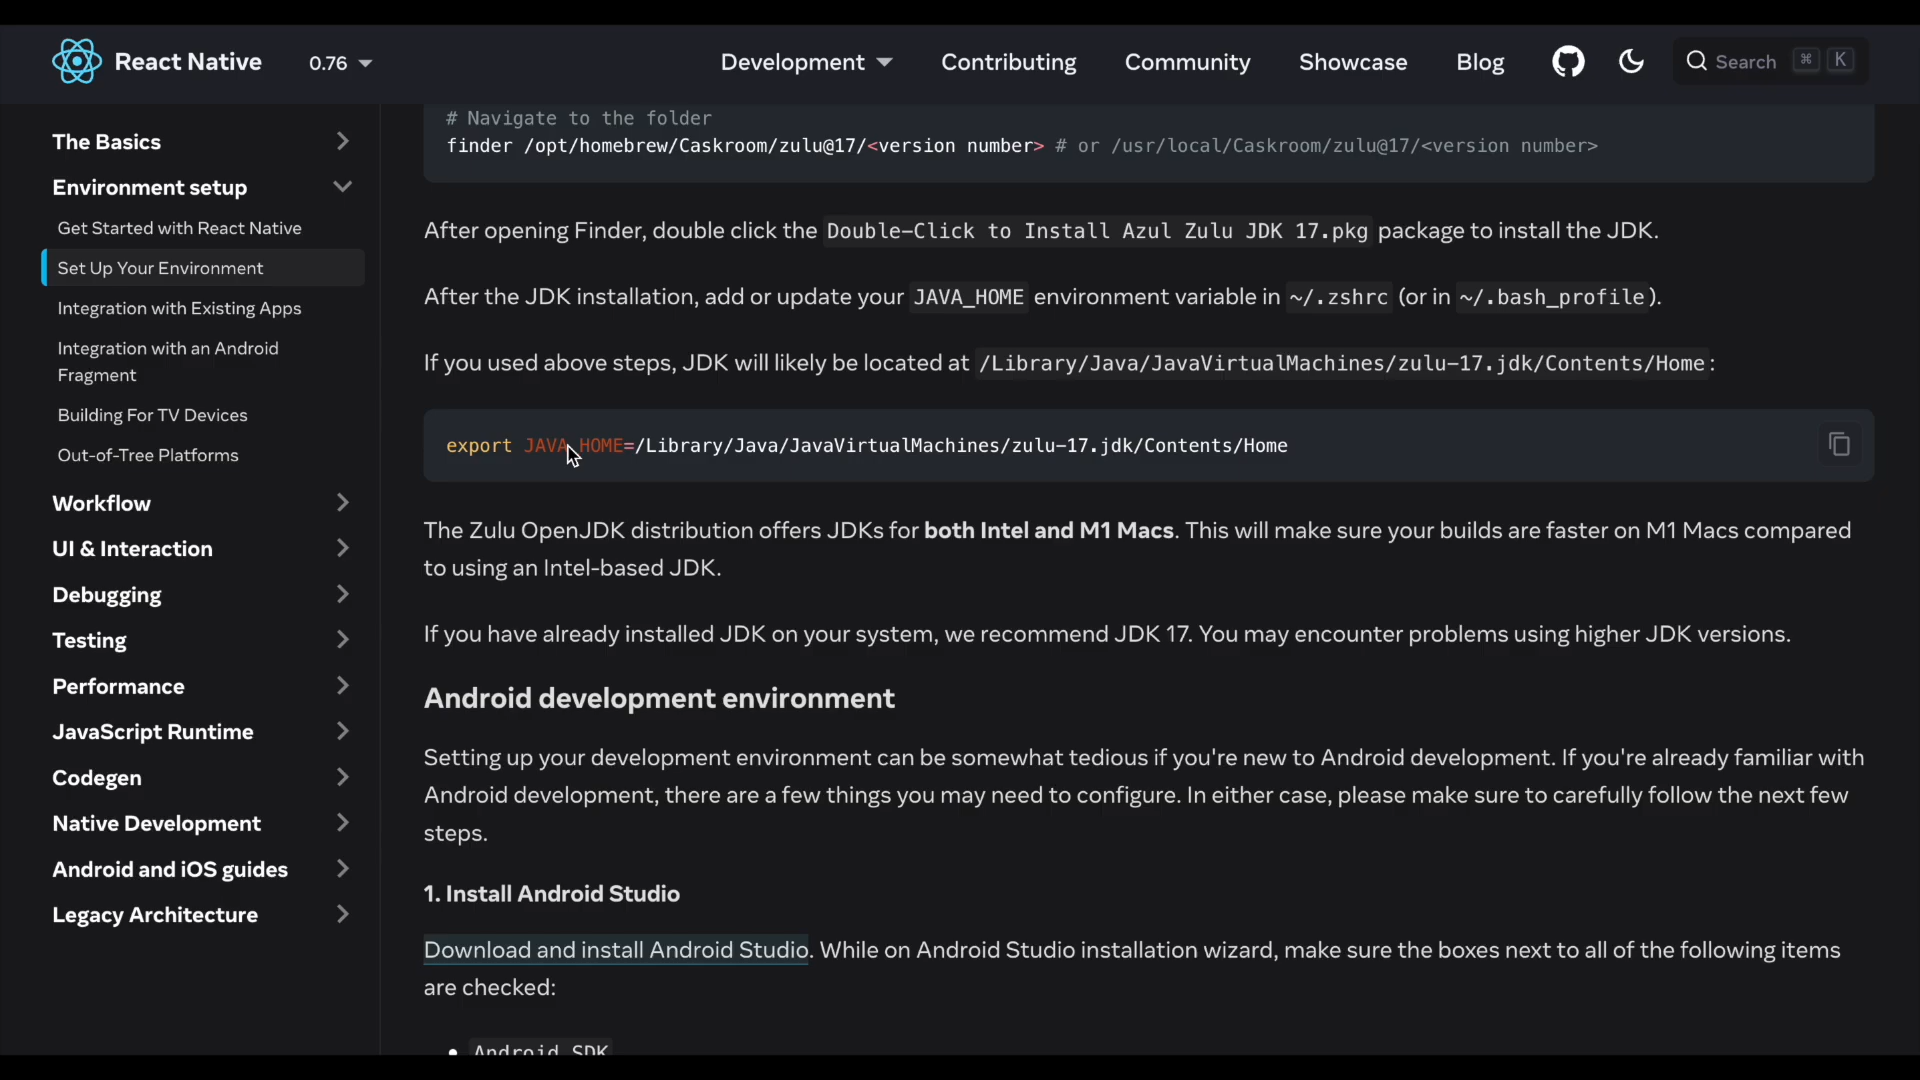 React Native
0.76
Development
Contributing
Community
Showcase
Blog
Search
⌘
K
The Basics
Environment setup
Get Started with React Native
Set Up Your Environment
Integration with Existing Apps
Integration with an Android
Fragment
Building For TV Devices
Out-of-Tree Platforms
Workflow
UI & Interaction
Debugging
Testing
Performance
JavaScript Runtime
Codegen
Native Development
Android and iOS guides
Legacy Architecture
# Navigate to the folder
finder /opt/homebrew/Caskroom/zulu@17/<version number> # or /usr/local/Caskroom/zulu@17/<version number>
After opening Finder, double click the Double-Click to Install Azul Zulu JDK 17.pkg package to install the JDK.
After the JDK installation, add or update your JAVA_HOME environment variable in ~/.zshrc (or in ~/.bash_profile).
If you used above steps, JDK will likely be located at /Library/Java/JavaVirtualMachines/zulu-17.jdk/Contents/Home:
export JAVA_HOME=/Library/Java/JavaVirtualMachines/zulu-17.jdk/Contents/Home
The Zulu OpenJDK distribution offers JDKs for both Intel and M1 Macs. This will make sure your builds are faster on M1 Macs compared
to using an Intel-based JDK.
If you have already installed JDK on your system, we recommend JDK 17. You may encounter problems using higher JDK versions.
Android development environment
Setting up your development environment can be somewhat tedious if you're new to Android development. If you're already familiar with
Android development, there are a few things you may need to configure. In either case, please make sure to carefully follow the next few
steps.
1. Install Android Studio
Download and install Android Studio. While on Android Studio installation wizard, make sure the boxes next to all of the following items
are checked:
• Android SDK